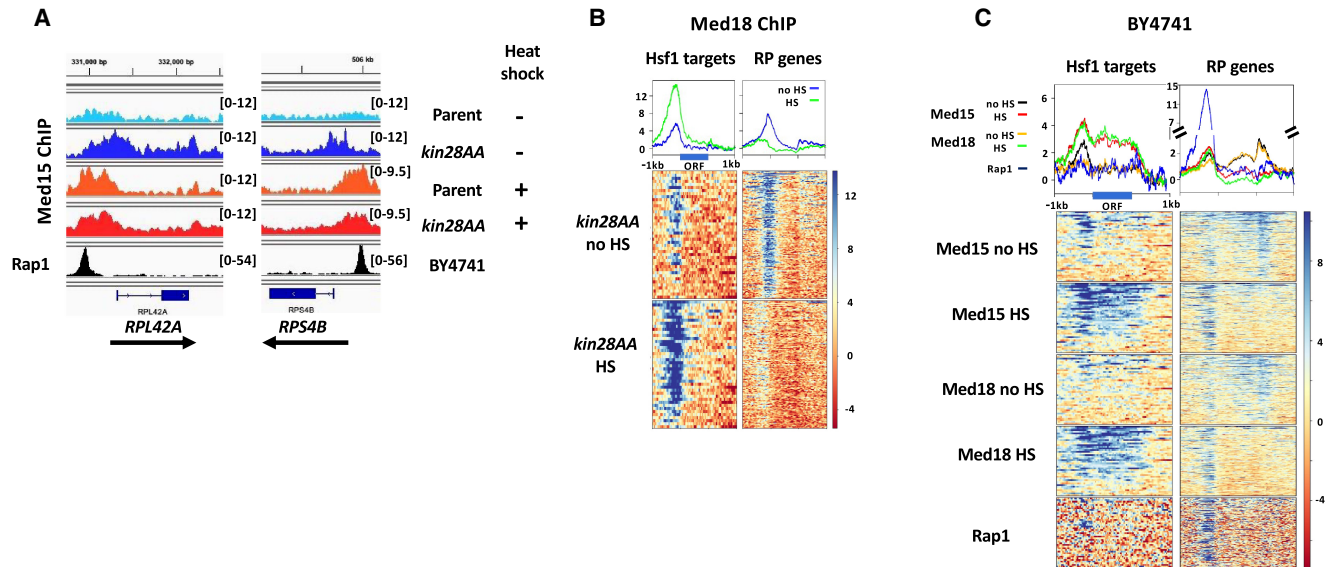 A
Heat
shock
331,000 bp
332,000 bp
506 kb
Med15 ChIP
[0-12]
[0-12]
Parent
-
[0-12]
[0-12]
kin28AA
-
[0-12]
[0-9.5]
Parent
+
[0-12]
[0-9.5]
kin28AA
+
Rap1
[0-54]
[0-56]
BY4741
RPL42A
RPS4B
RPL42A
RPS4B
B
Med18 ChIP
Hsf1 targets
RP genes
no HS
HS
12
8
4
0
-1kb
ORF
1kb
12
8
4
0
-4
kin28AA
no HS
kin28AA
HS
C
BY4741
Hsf1 targets
RP genes
Med15
no HS
HS
Med18
no HS
HS
Rap1
6
4
2
0
15
11
7
5
3
1
-1kb
ORF
1kb
8
4
0
-4
Med15 no HS
Med15 HS
Med18 no HS
Med18 HS
Rap1